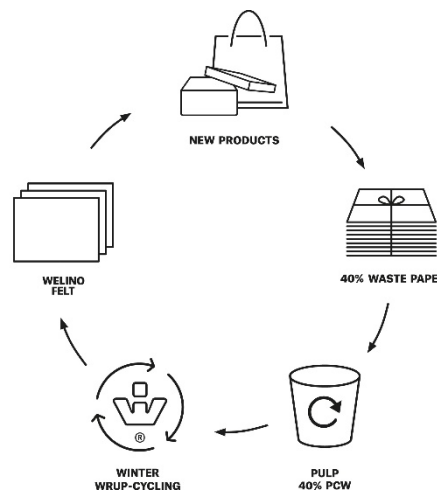 NEW PRODUCTS
40% WASTE PAPE
WELINO
FELT
®
WINTER
WRUP-CYCLING
PULP
40% PCW